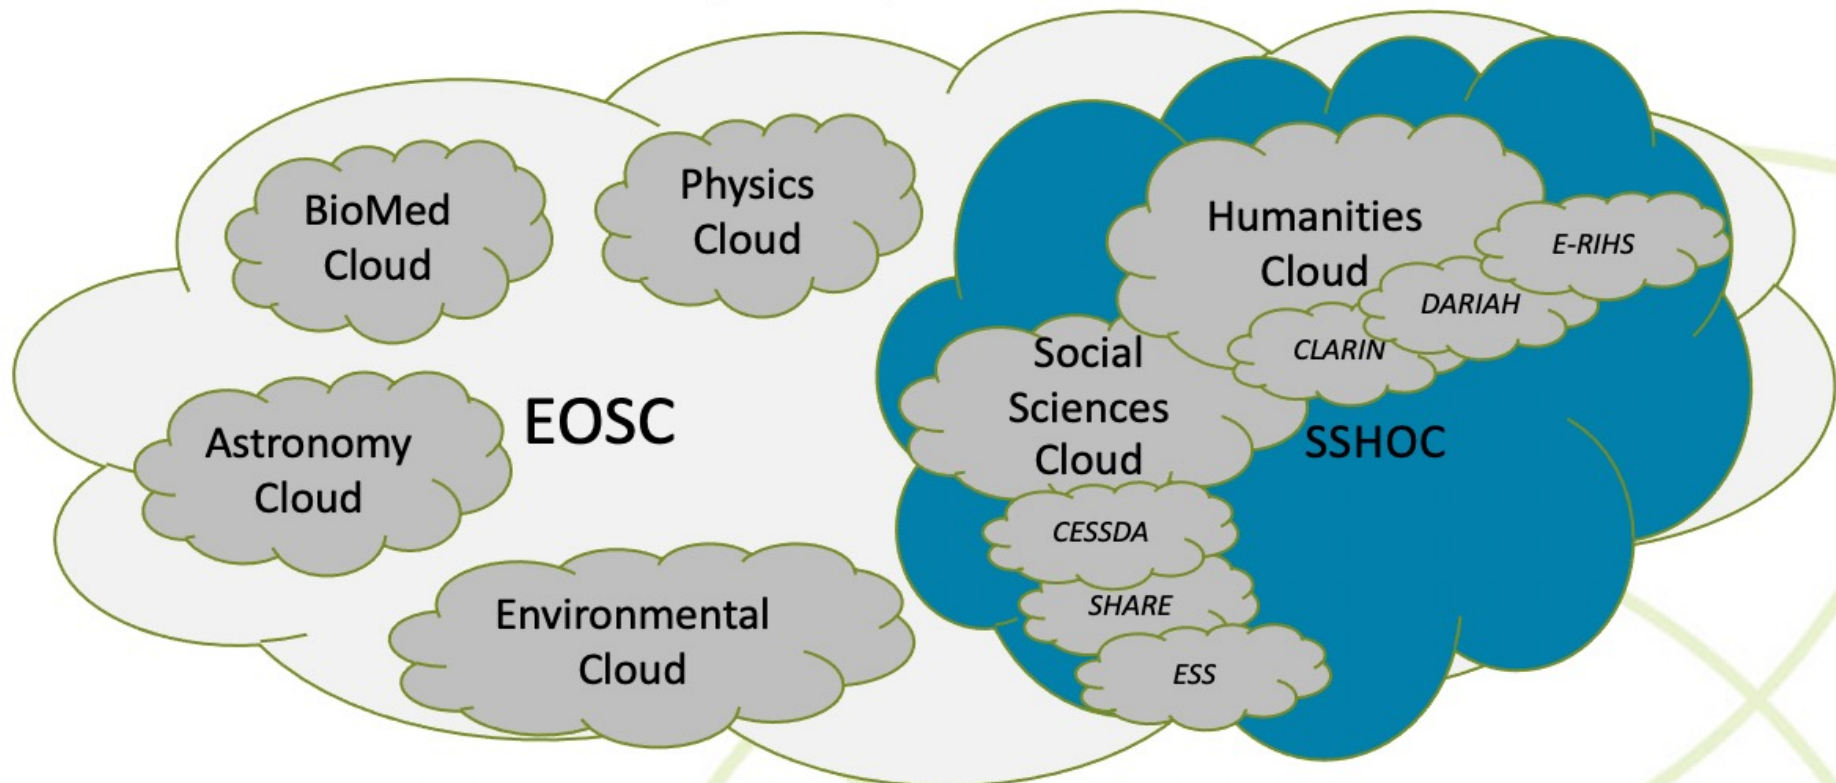 BioMed
Cloud
Physics
Cloud
Humanities
Cloud
E-RIHS
DARIAH
CLARIN
Social
Sciences
Cloud
SSHOC
EOSC
Astronomy
Cloud
CESSDA
SHARE
ESS
Environmental
Cloud